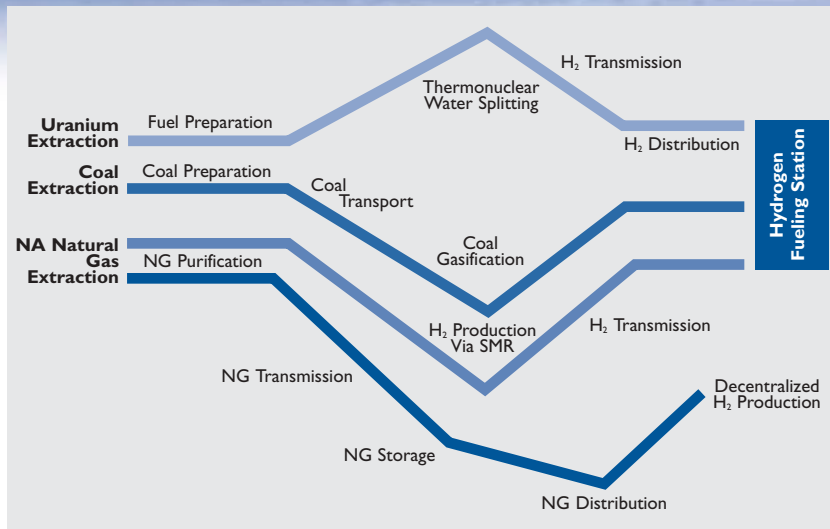 H₂ Transmission
Thermonuclear
Water Splitting
Uranium
Extraction
Fuel Preparation
H₂ Distribution
Coal
Extraction
Coal Preparation
Coal
Transport
Hydrogen
Fueling Station
Coal
Gasification
NA Natural
Gas
Extraction
NG Purification
H₂ Production
Via SMR
H₂ Transmission
NG Transmission
Decentralized
H₂ Production
NG Storage
NG Distribution